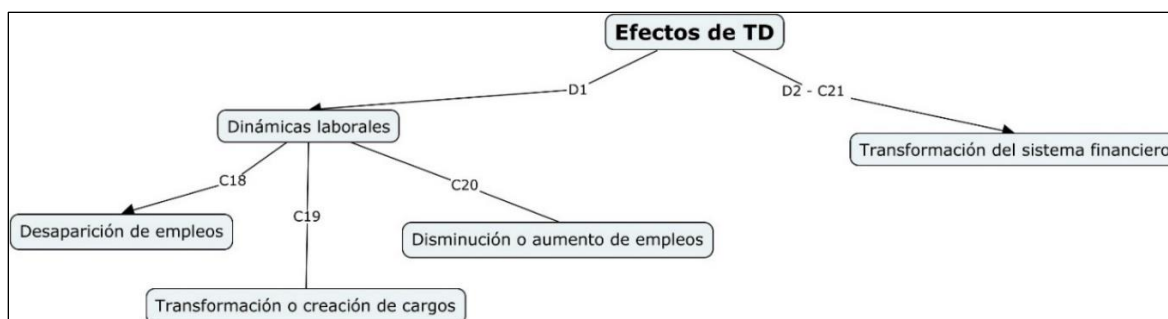 Efectos de TD
D1
D2 - C21
Dinámicas laborales
Transformación del sistema financiero
C18
C20
C19
Desaparición de empleos
Disminución o aumento de empleos
Transformación o creación de cargos